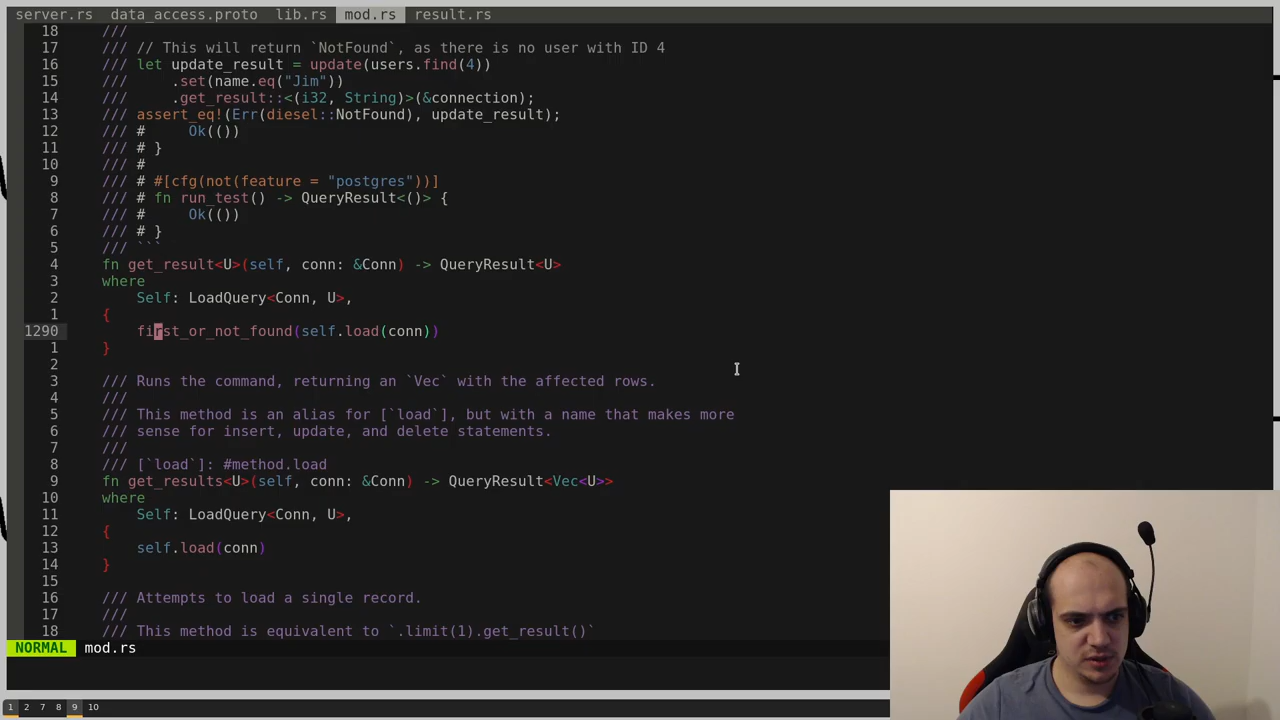 server.rs data_access.proto lib.rs mod.rs result.rs
18 ///
17 /// // This will return `NotFound`, as there is no user with ID 4
16 /// let update_result = update(users.find(4))
15 ///     .set(name.eq("Jim"))
14 ///     .get_result::<(i32, String)>(&connection);
13 /// assert_eq!(Err(diesel::NotFound), update_result);
12 /// #     Ok(())
11 /// # }
10 /// #
9 /// # #[cfg(not(feature = "postgres"))]
8 /// # fn run_test() -> QueryResult<()> {
7 /// #     Ok(())
6 /// # }
5 /// ```
4 fn get_result<U>(self, conn: &Conn) -> QueryResult<U>
3 where
2     Self: LoadQuery<Conn, U>,
1 {
1290     first_or_not_found(self.load(conn))
1 }
2
3 /// Runs the command, returning an `Vec` with the affected rows.
4 ///
5 /// This method is an alias for [`load`], but with a name that makes more
6 /// sense for insert, update, and delete statements.
7 ///
8 /// [`load`]: #method.load
9 fn get_results<U>(self, conn: &Conn) -> QueryResult<Vec<U>>
10 where
11     Self: LoadQuery<Conn, U>,
12 {
13     self.load(conn)
14 }
15
16 /// Attempts to load a single record.
17 ///
18 /// This method is equivalent to `.limit(1).get_result()`
NORMAL mod.rs
1 2 7 8 9 10